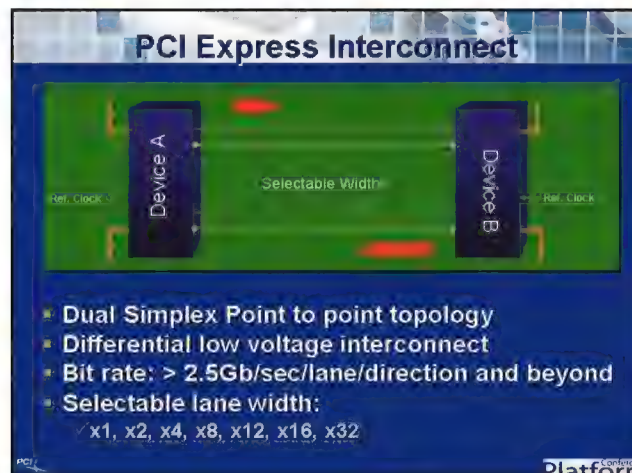 PCI Express Interconnect
Device A
Selectable Width
Device B
Ref. Clock
Ref. Clock
Dual Simplex Point to point topology
Differential low voltage interconnect
Bit rate: > 2.5Gb/sec/lane/direction and beyond
Selectable lane width:
✓x1, x2, x4, x8, x12, x16, x32
PCI